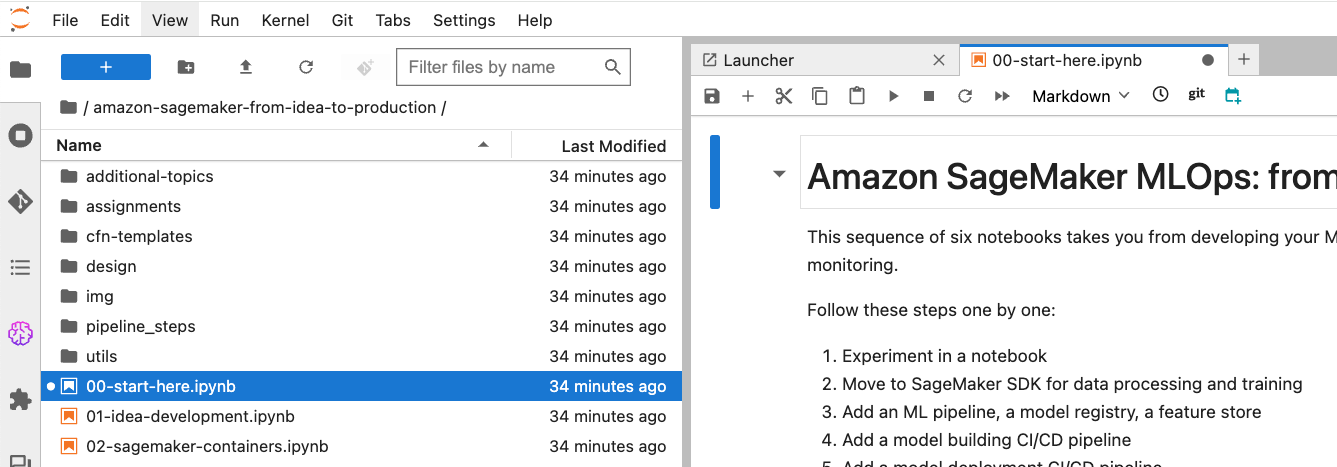 File Edit View Run Kernel Git Tabs Settings Help
+
Filter files by name
/ amazon-sagemaker-from-idea-to-production /
Name Last Modified
additional-topics 34 minutes ago
assignments 34 minutes ago
cfn-templates 34 minutes ago
design 34 minutes ago
img 34 minutes ago
pipeline_steps 34 minutes ago
utils 34 minutes ago
00-start-here.ipynb 34 minutes ago
01-idea-development.ipynb 34 minutes ago
02-sagemaker-containers.ipynb 34 minutes ago
Launcher
00-start-here.ipynb
Markdown
git
Amazon SageMaker MLOps: from
This sequence of six notebooks takes you from developing your M
monitoring.
Follow these steps one by one:
1. Experiment in a notebook
2. Move to SageMaker SDK for data processing and training
3. Add an ML pipeline, a model registry, a feature store
4. Add a model building CI/CD pipeline
5. Add a model deployment CI/CD pipeline